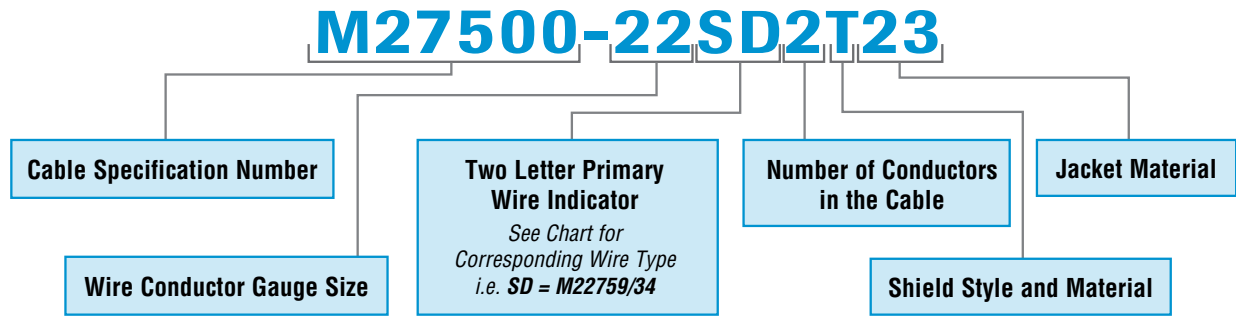 M27500-22SD2T23
Cable Specification Number
Wire Conductor Gauge Size
Two Letter Primary
Wire Indicator
See Chart for
Corresponding Wire Type
i.e. SD = M22759/34
Number of Conductors
in the Cable
Shield Style and Material
Jacket Material